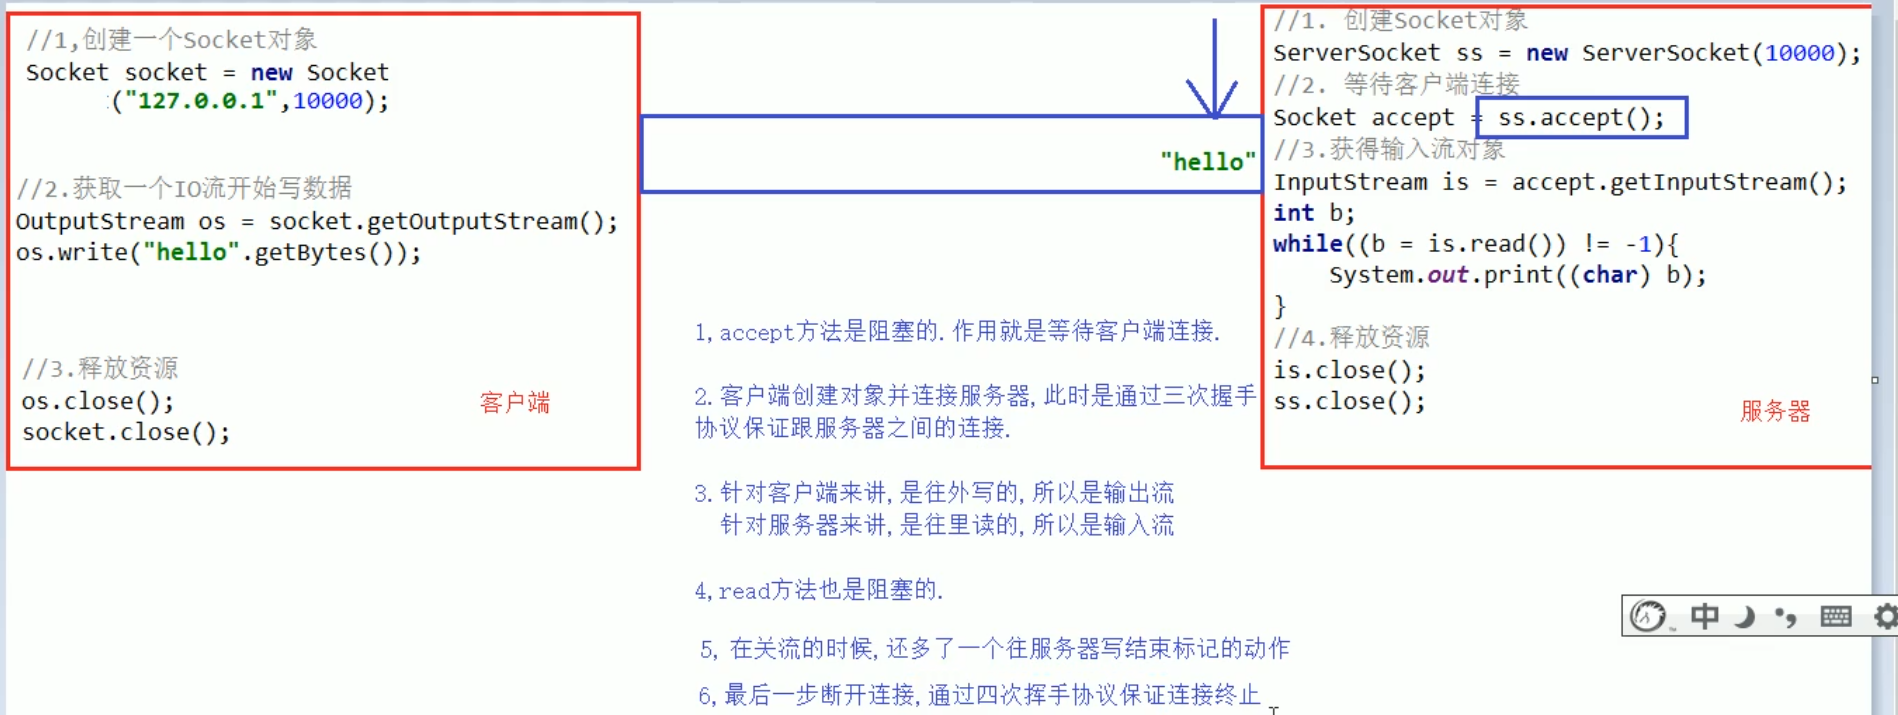 //1,创建一个Socket对象
Socket socket = new Socket
("127.0.0.1",10000);
//2.获取一个IO流开始写数据
OutputStream os = socket.getOutputStream();
os.write("hello".getBytes());
//3.释放资源
os.close();
socket.close();
客户端
"hello"
1,accept方法是阻塞的.作用就是等待客户端连接.
2.客户端创建对象并连接服务器,此时是通过三次握手
协议保证跟服务器之间的连接.
3.针对客户端来讲,是往外写的,所以是输出流
针对服务器来讲,是往里读的,所以是输入流
4,read方法也是阻塞的.
5, 在关流的时候,还多了一个往服务器写结束标记的动作
6,最后一步断开连接,通过四次挥手协议保证连接终止
//1. 创建Socket对象
ServerSocket ss = new ServerSocket(10000);
//2. 等待客户端连接
Socket accept = ss.accept();
//3.获得输入流对象
InputStream is = accept.getInputStream();
int b;
while((b = is.read()) != -1){
System.out.print((char) b);
}
//4.释放资源
is.close();
ss.close();
服务器
中